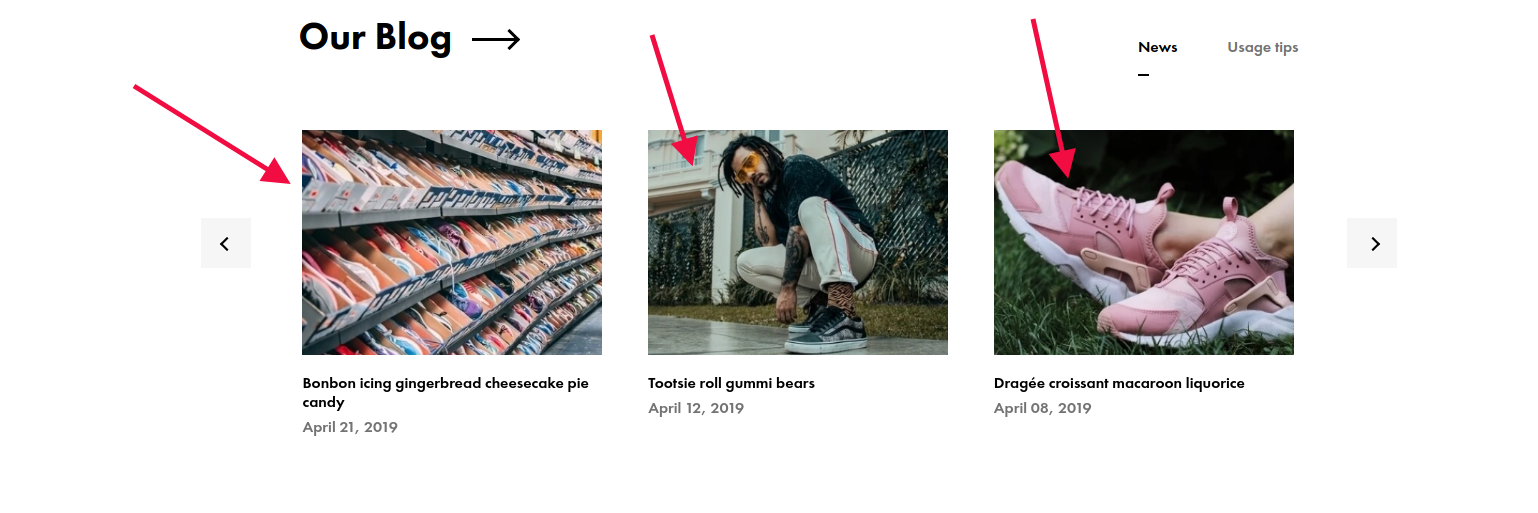 Our Blog
News
Usage tips
Bonbon icing gingerbread cheesecake pie
candy
April 21, 2019
Tootsie roll gummi bears
April 12, 2019
Dragée croissant macaroon liquorice
April 08, 2019